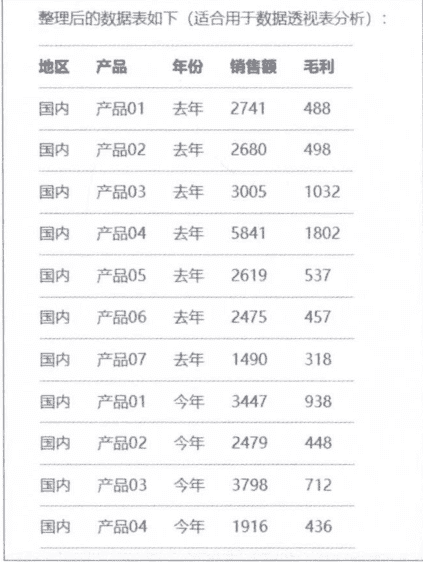 整理后的数据表如下（适合用于数据透视表分析）：
地区 产品 年份 销售额 毛利
国内 产品01 去年 2741 488
国内 产品02 去年 2680 498
国内 产品03 去年 3005 1032
国内 产品04 去年 5841 1802
国内 产品05 去年 2619 537
国内 产品06 去年 2475 457
国内 产品07 去年 1490 318
国内 产品01 今年 3447 938
国内 产品02 今年 2479 448
国内 产品03 今年 3798 712
国内 产品04 今年 1916 436